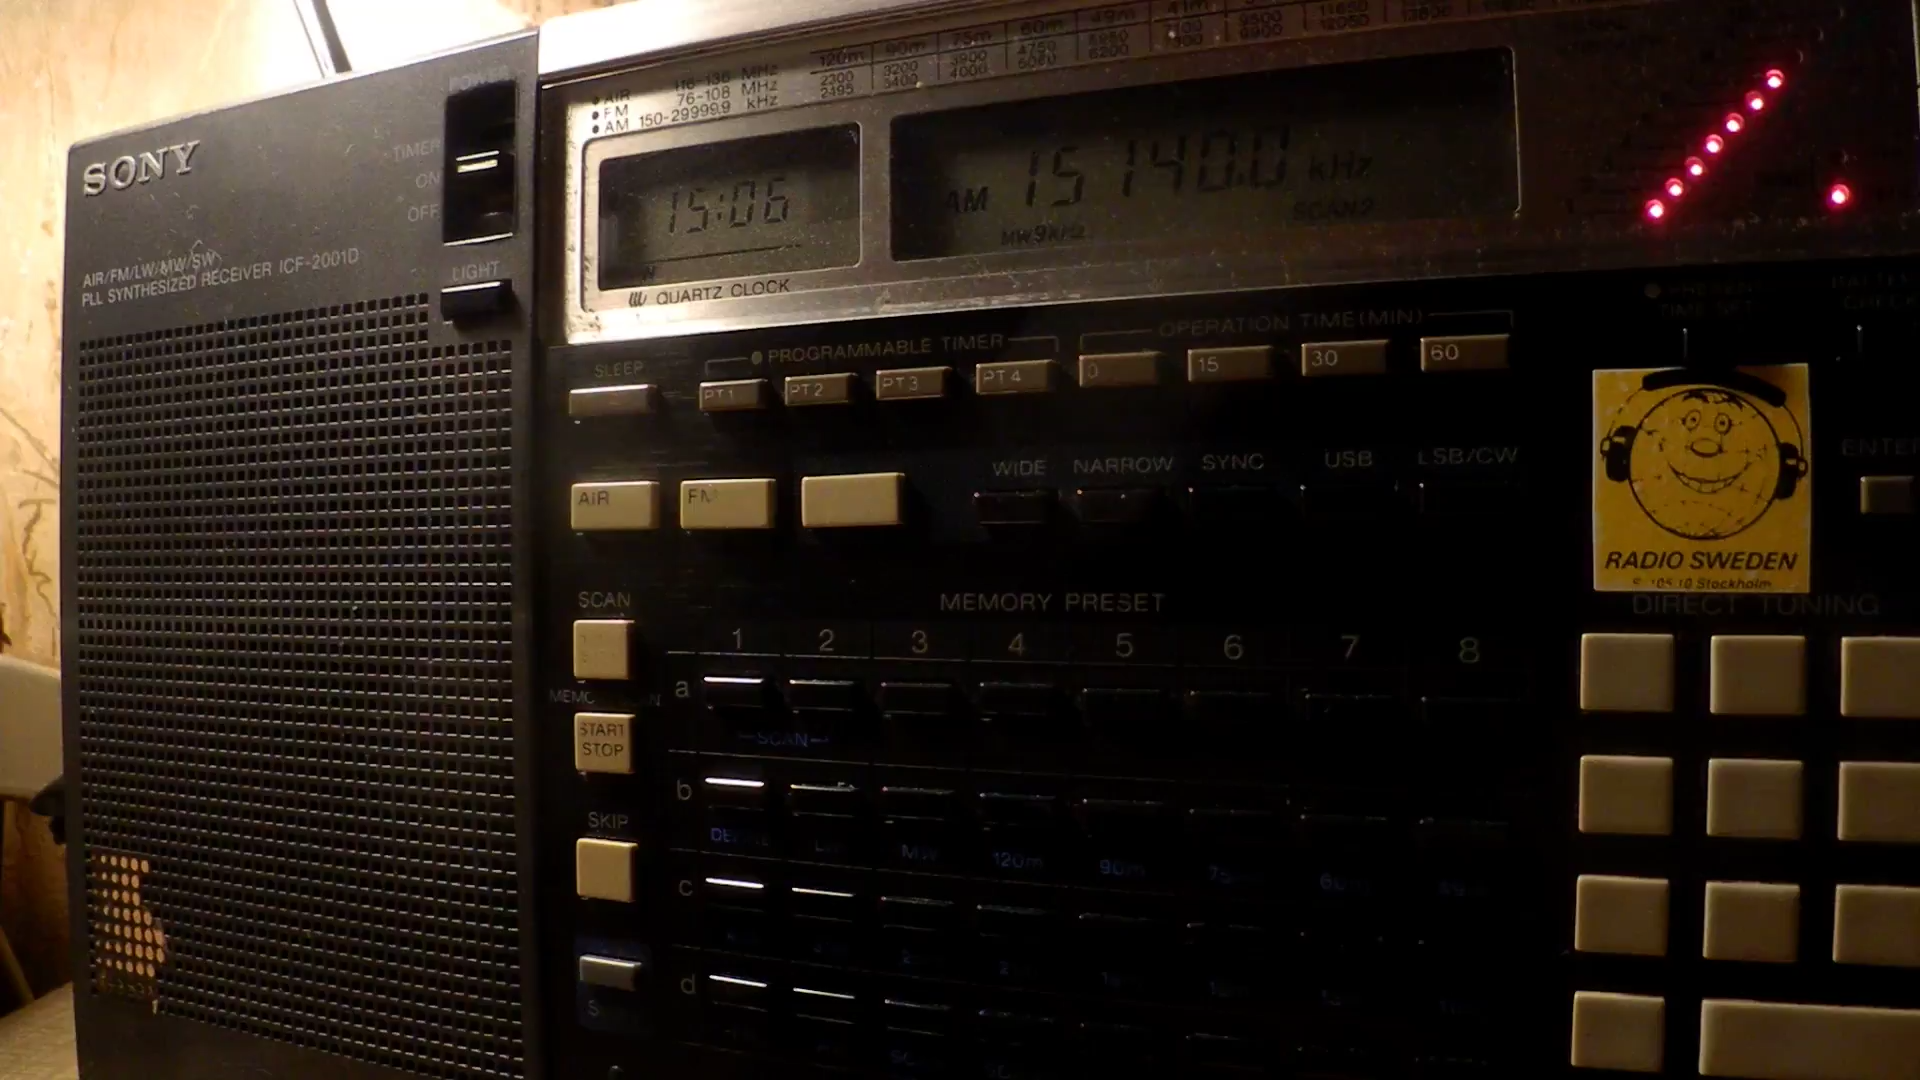 SONY
POWER
TIMER
ON
OFF
LIGHT
AIR/FM/LW/MW/SW
PLL SYNTHESIZED RECEIVER ICF-2001D
AIR 116-136 MHz
FM 76-108 MHz
AM 150-29999.9 kHz
120m 90m 75m 60m 49m 41m
2300 3200 3900 4750 5950
2495 3400 4000 5060 6200
15:06
AM 15140.0 kHz
MW9kHz SCAN2
QUARTZ CLOCK
SLEEP
PROGRAMMABLE TIMER
OPERATION TIME(MIN)
PT1 PT2 PT3 PT4 0 15 30 60
WIDE NARROW SYNC USB LSB/CW
AIR FM
RADIO SWEDEN
Stockholm
ENTER
DIRECT TUNING
SCAN
MEMORY PRESET
1 2 3 4 5 6 7 8
a
START
STOP
SCAN
b
SKIP
120m 90m
c
d